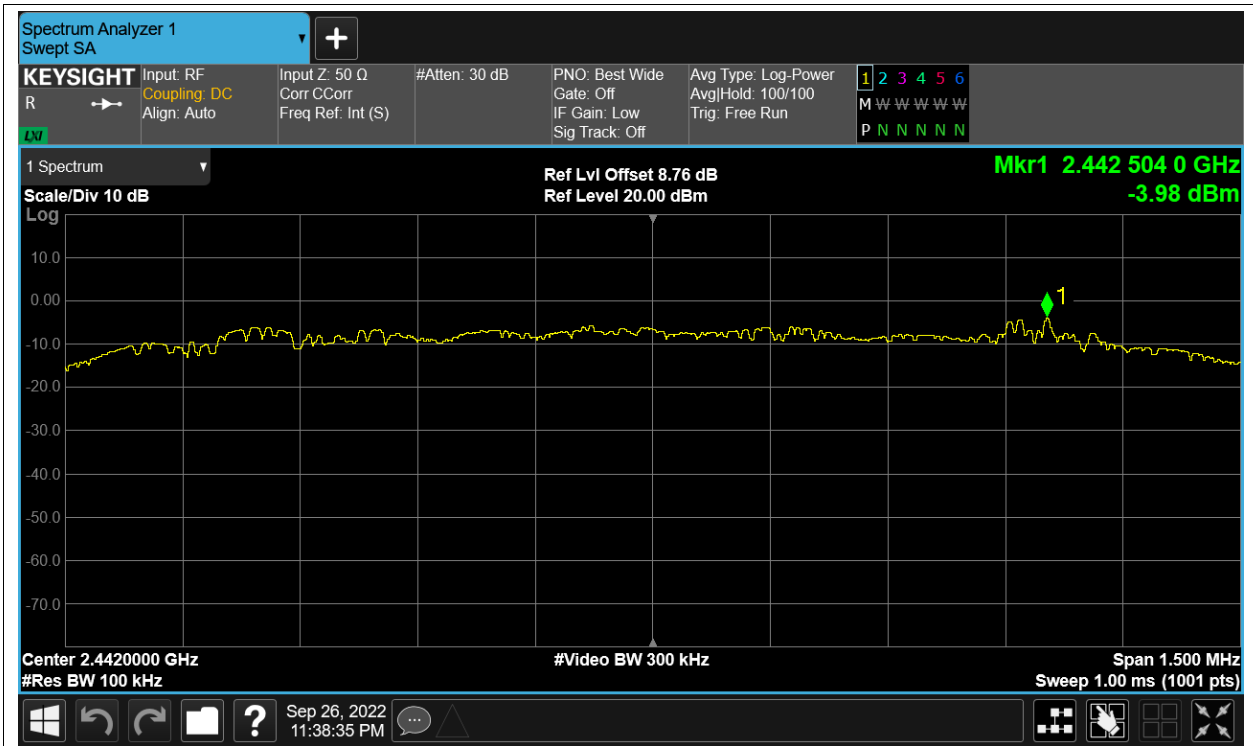 Spectrum Analyzer 1
Swept SA
KEYSIGHT
R
LXI
Input: RF
Coupling: DC
Align: Auto
Input Z: 50 Ω
Corr CCorr
Freq Ref: Int (S)
#Atten: 30 dB
PNO: Best Wide
Gate: Off
IF Gain: Low
Sig Track: Off
Avg Type: Log-Power
Avg|Hold: 100/100
Trig: Free Run
1 2 3 4 5 6
M W W W W W
P N N N N N
1 Spectrum
Scale/Div 10 dB
Log
Ref Lvl Offset 8.76 dB
Ref Level 20.00 dBm
Mkr1 2.442 504 0 GHz
-3.98 dBm
10.0
0.00
1
-10.0
-20.0
-30.0
-40.0
-50.0
-60.0
-70.0
Center 2.4420000 GHz
#Res BW 100 kHz
#Video BW 300 kHz
Span 1.500 MHz
Sweep 1.00 ms (1001 pts)
?
Sep 26, 2022
11:38:35 PM